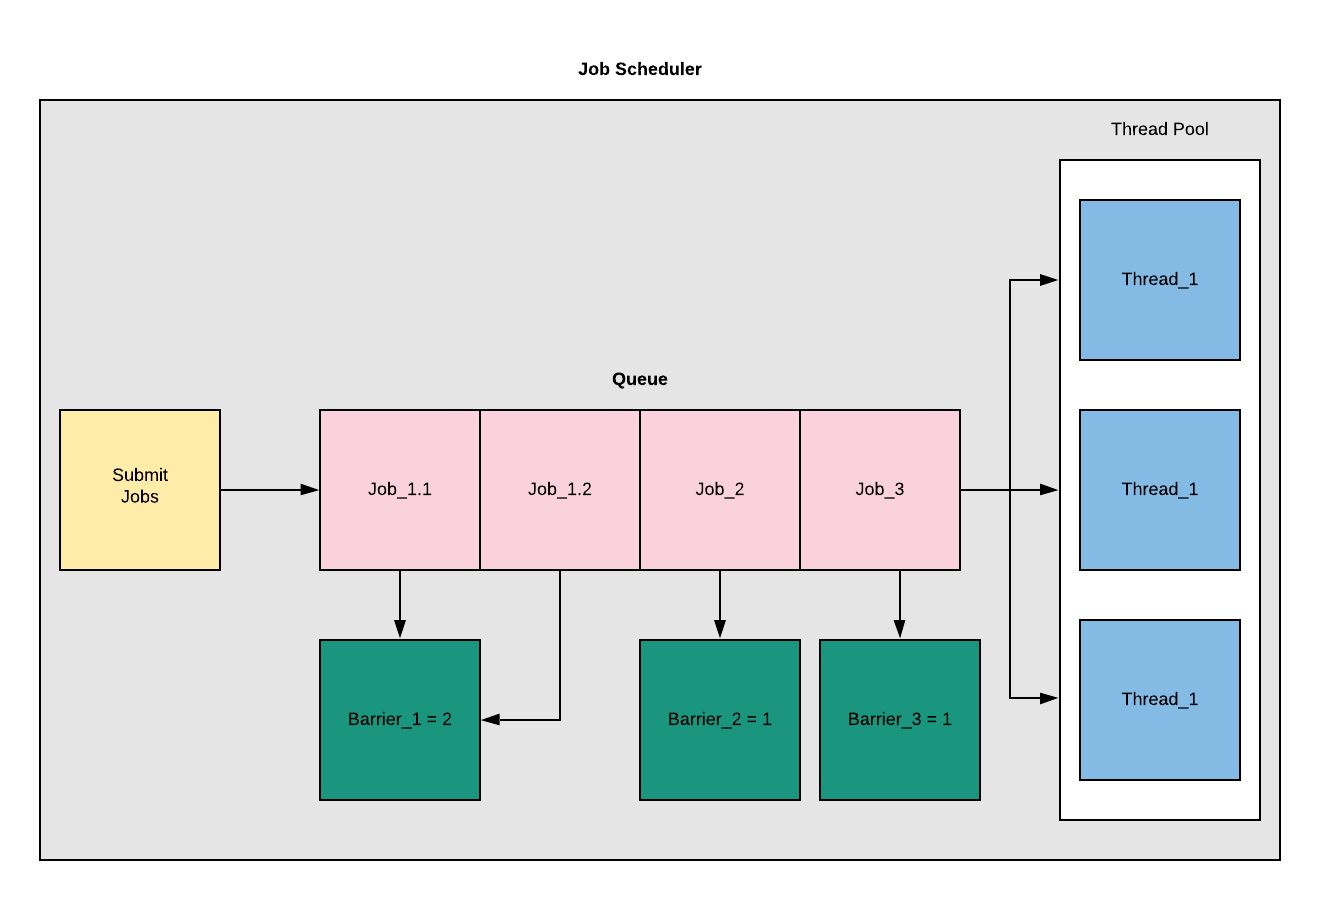 Job Scheduler
Thread Pool
Thread_1
Queue
Submit
Jobs
Job_1.1
Job_1.2
Job_2
Job_3
Thread_1
Barrier_1 = 2
Barrier_2 = 1
Barrier_3 = 1
Thread_1